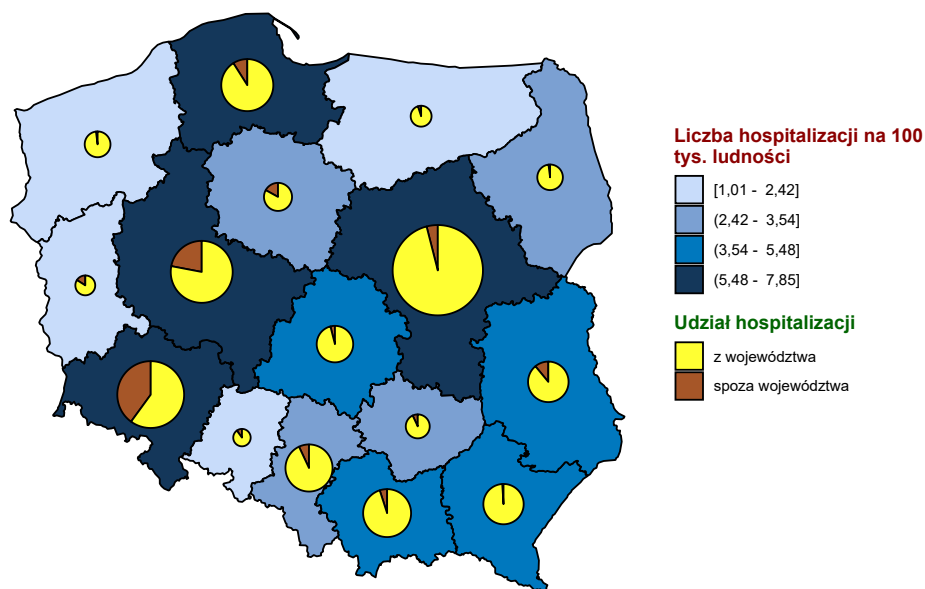 Liczba hospitalizacji na 100
tys. ludności
[1,01 - 2,42]
(2,42 - 3,54]
(3,54 - 5,48]
(5,48 - 7,85]
Udział hospitalizacji
z województwa
spoza województwa